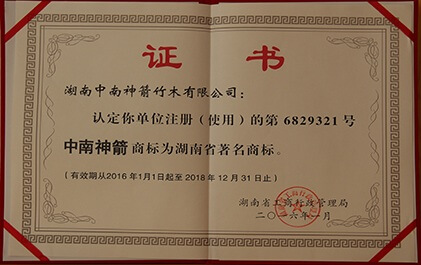 证书
湖南中南神箭竹木有限公司：
认定你单位注册（使用）的第 6829321 号
中南神箭商标为湖南省著名商标。
（有效期从2016年1月1日起至2018年12月31日止）
湖南省工商行政管理局
二〇一六年一月